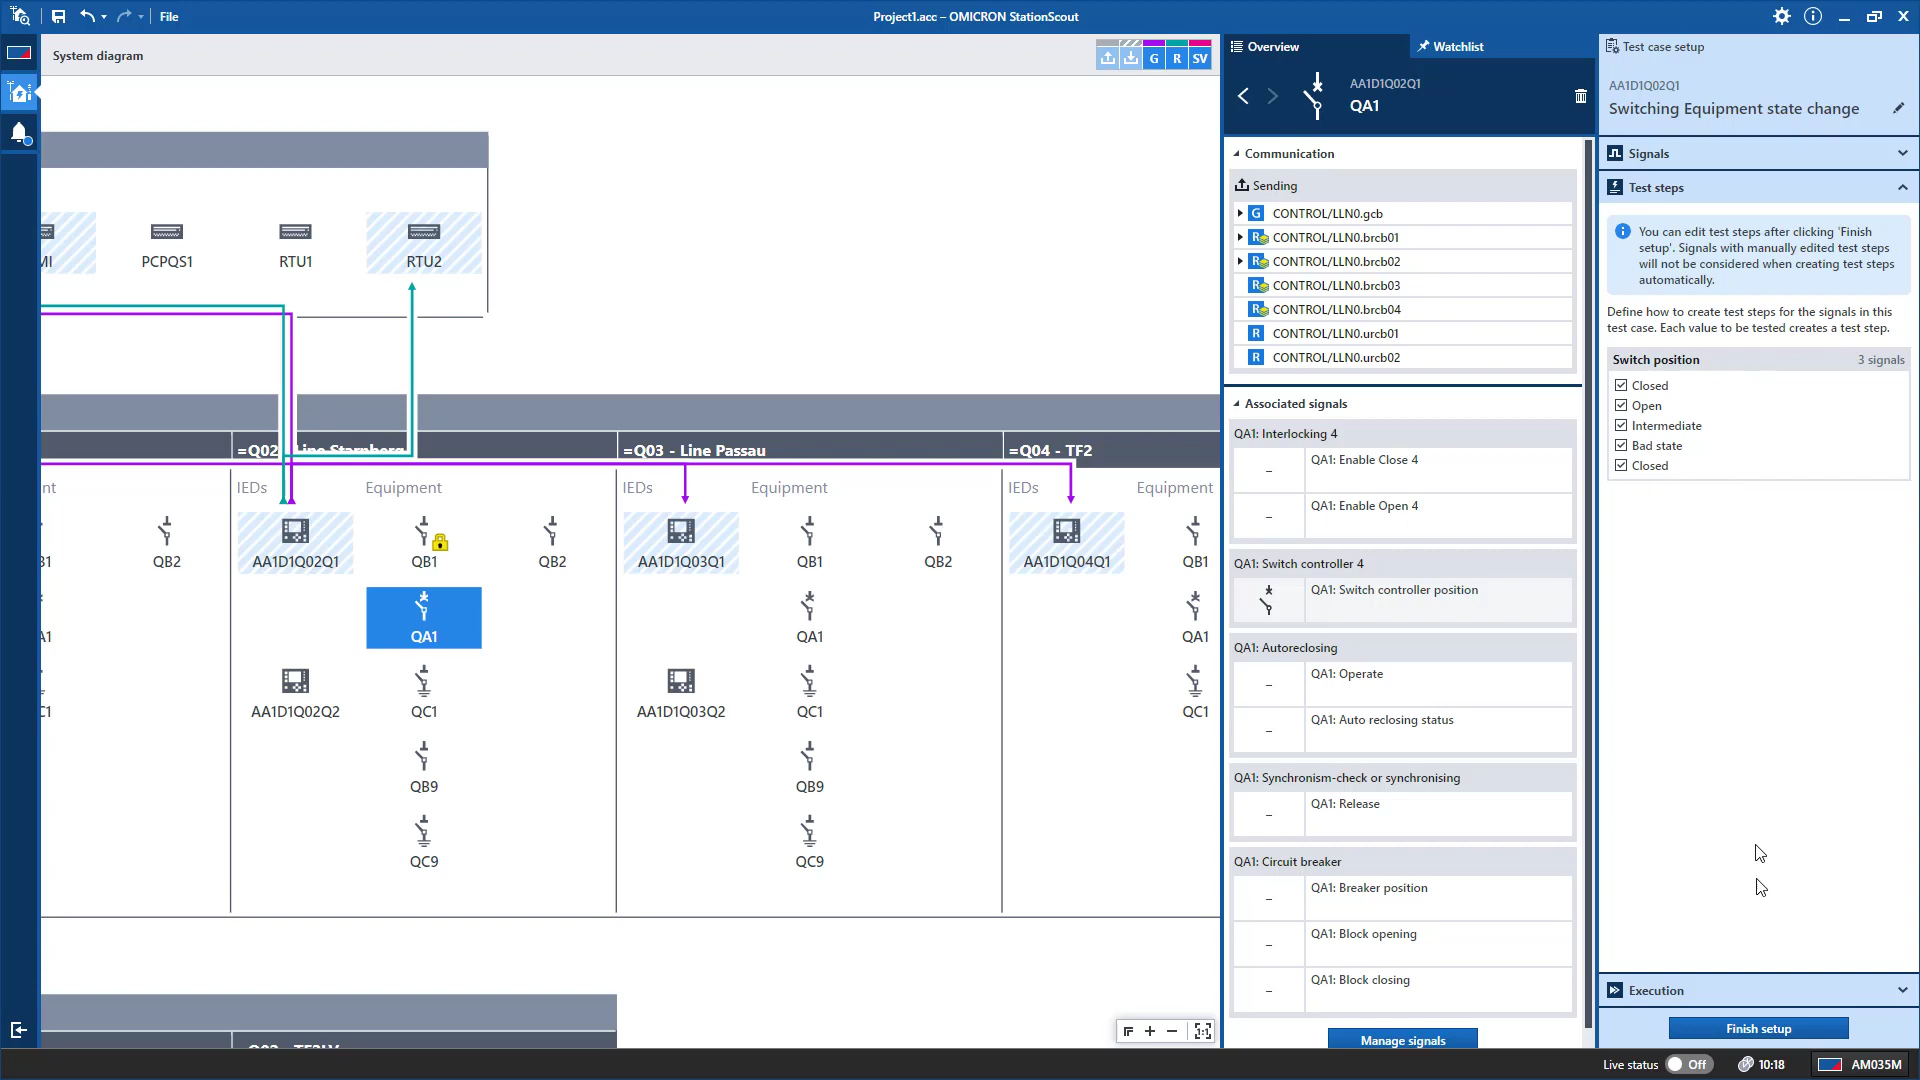 File
Project1.acc – OMICRON StationScout
System diagram
G R SV
MI
PCPQS1
RTU1
RTU2
=Q02
=Q03 - Line Passau
=Q04 - TF2
nt
IEDs
Equipment
IEDs
Equipment
IEDs
Equipment
B1
QB2
AA1D1Q02Q1
QB1
QB2
AA1D1Q03Q1
QB1
QB2
AA1D1Q04Q1
QB1
A1
QA1
QA1
QA1
C1
AA1D1Q02Q2
QC1
AA1D1Q03Q2
QC1
QC1
QB9
QB9
QC9
QC9
1:1
Overview
Watchlist
AA1D1Q02Q1
QA1
Communication
Sending
G CONTROL/LLN0.gcb
R CONTROL/LLN0.brcb01
R CONTROL/LLN0.brcb02
R CONTROL/LLN0.brcb03
R CONTROL/LLN0.brcb04
R CONTROL/LLN0.urcb01
R CONTROL/LLN0.urcb02
Associated signals
QA1: Interlocking 4
– QA1: Enable Close 4
– QA1: Enable Open 4
QA1: Switch controller 4
QA1: Switch controller position
QA1: Autoreclosing
– QA1: Operate
– QA1: Auto reclosing status
QA1: Synchronism-check or synchronising
– QA1: Release
QA1: Circuit breaker
– QA1: Breaker position
– QA1: Block opening
– QA1: Block closing
Manage signals
Test case setup
AA1D1Q02Q1
Switching Equipment state change
Signals
Test steps
You can edit test steps after clicking 'Finish
setup'. Signals with manually edited test steps
will not be considered when creating test steps
automatically.
Define how to create test steps for the signals in this
test case. Each value to be tested creates a test step.
Switch position 3 signals
Closed
Open
Intermediate
Bad state
Closed
Execution
Finish setup
Live status Off 10:18 AM035M